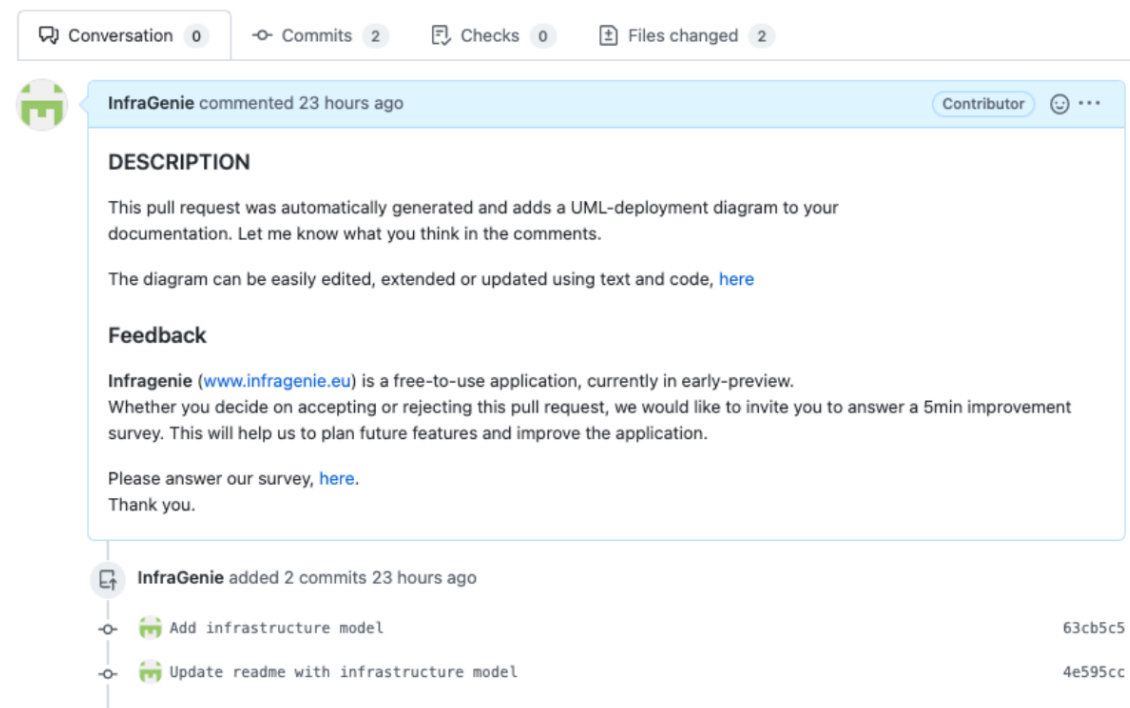 Conversation 0 Commits 2 Checks 0 Files changed 2
InfraGenie commented 23 hours ago Contributor
DESCRIPTION
This pull request was automatically generated and adds a UML-deployment diagram to your
documentation. Let me know what you think in the comments.
The diagram can be easily edited, extended or updated using text and code, here
Feedback
Infragenie (www.infragenie.eu) is a free-to-use application, currently in early-preview.
Whether you decide on accepting or rejecting this pull request, we would like to invite you to answer a 5min improvement
survey. This will help us to plan future features and improve the application.
Please answer our survey, here.
Thank you.
InfraGenie added 2 commits 23 hours ago
Add infrastructure model 63cb5c5
Update readme with infrastructure model 4e595cc